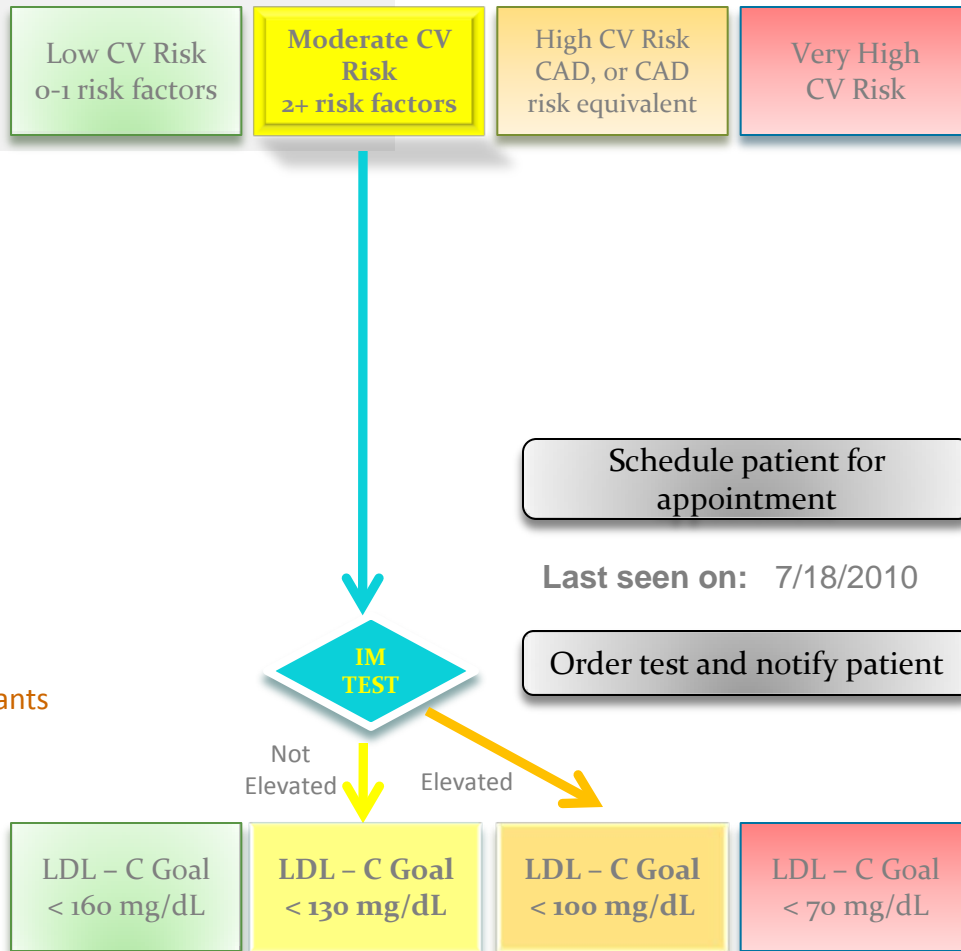 Low CV Risk
0-1 risk factors
Moderate CV
Risk
2+ risk factors
High CV Risk
CAD, or CAD
risk equivalent
Very High
CV Risk
Schedule patient for
appointment
Last seen on: 7/18/2010
IM
TEST
Order test and notify patient
ants
Not
Elevated
Elevated
LDL – C Goal
< 160 mg/dL
LDL – C Goal
< 130 mg/dL
LDL – C Goal
< 100 mg/dL
LDL – C Goal
< 70 mg/dL